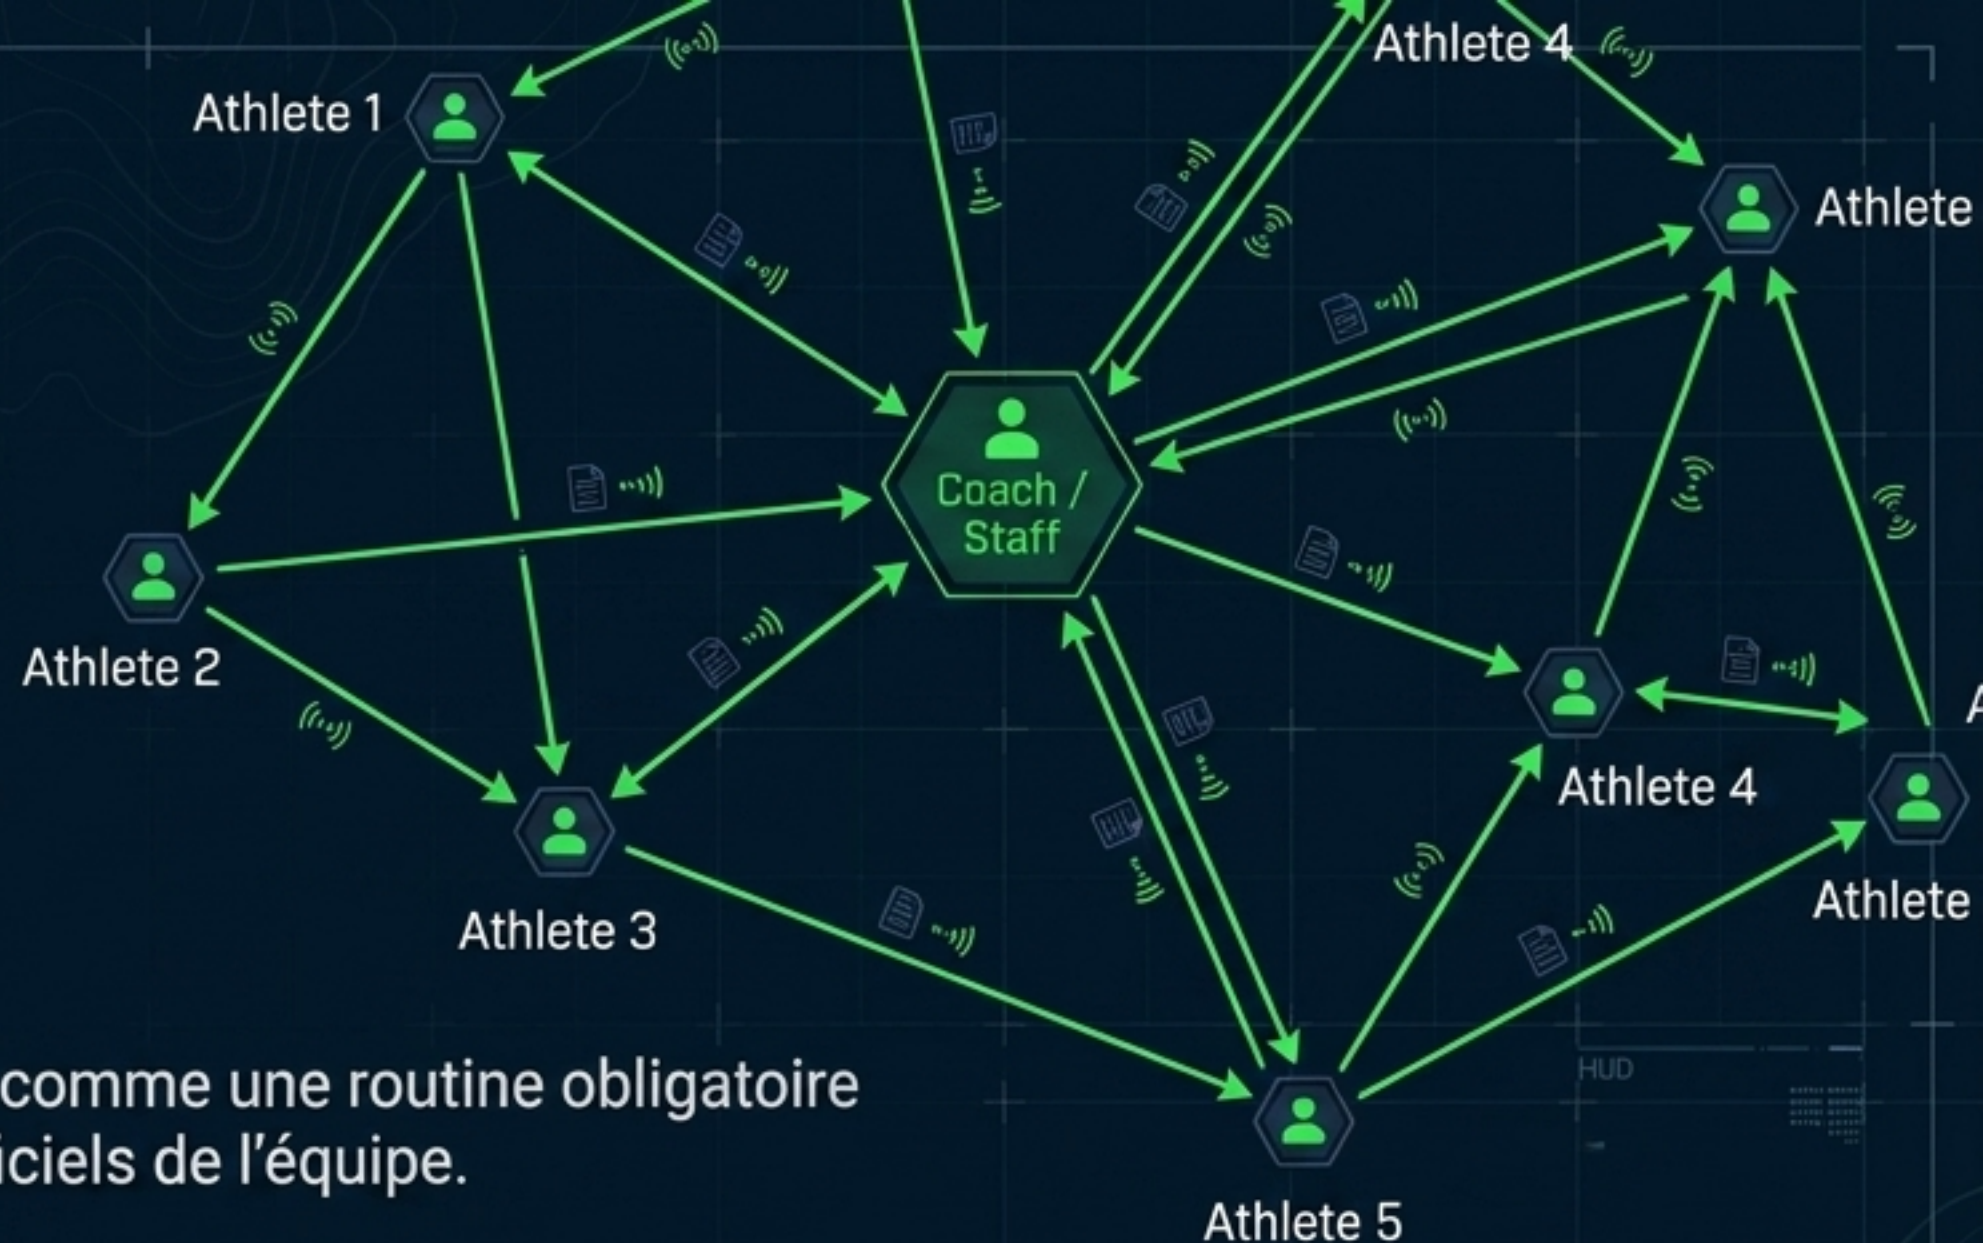 Athlete 4
Athlete 1
Athlete
Coach /
Staff
Athlete 2
Athlete 4
Athlete
Athlete 3
HUD
comme une routine obligatoire
iciels de l'équipe.
Athlete 5